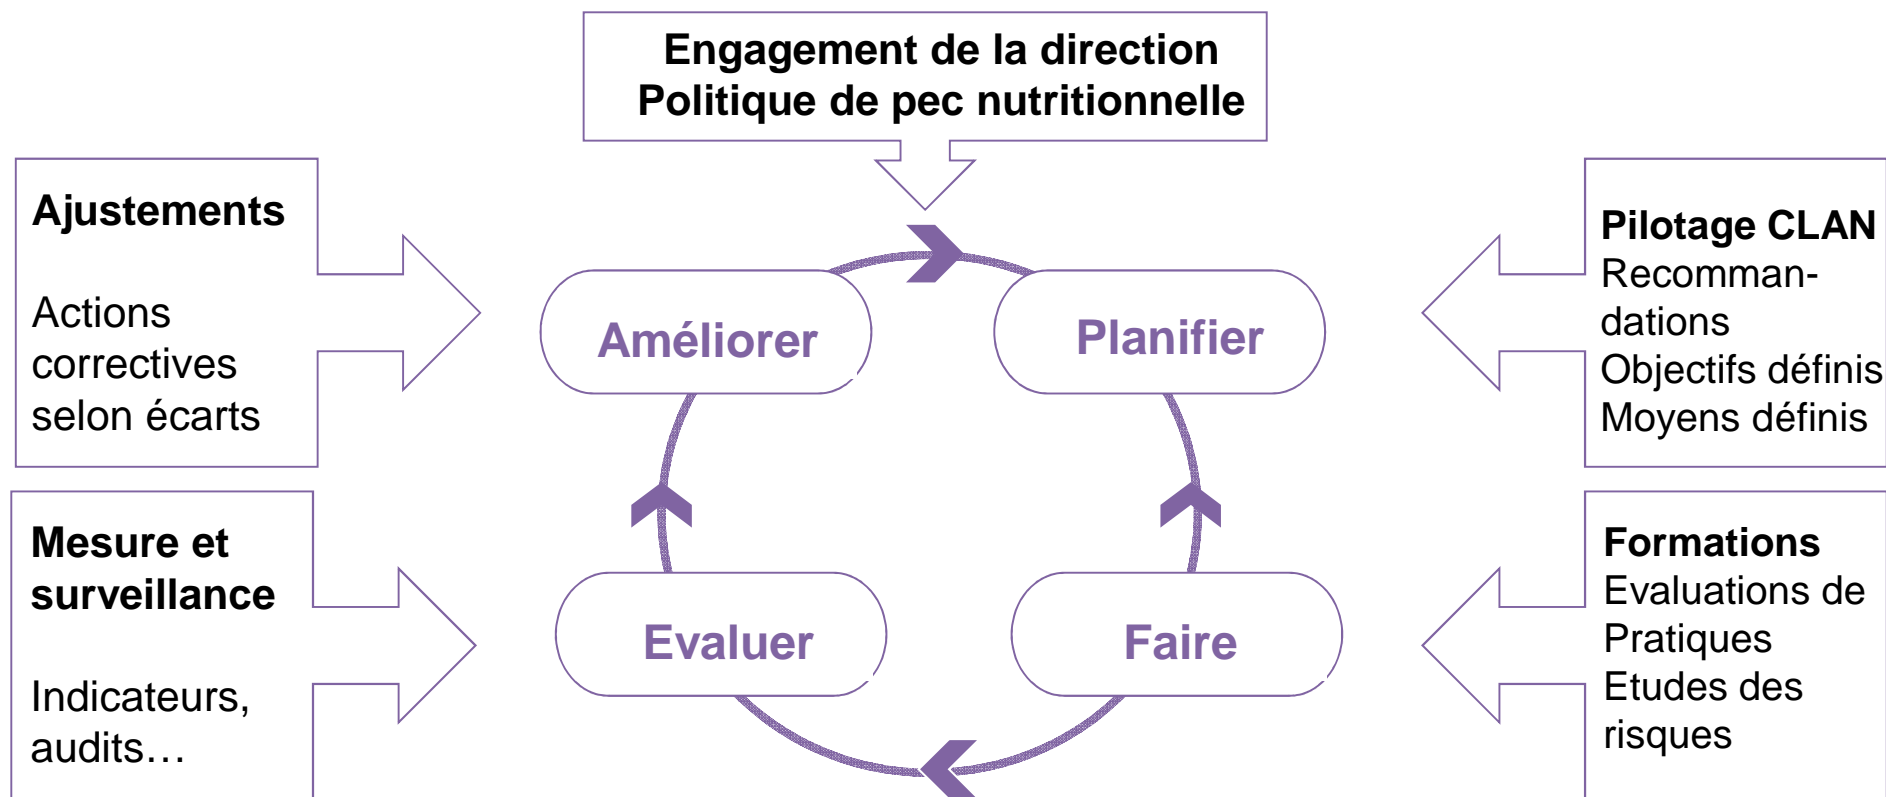 Engagement de la direction
Politique de pec nutritionnelle
Ajustements
Actions
correctives
selon écarts
Pilotage CLAN
Recomman-
dations
Objectifs définis
Moyens définis
Améliorer
Planifier
Mesure et
surveillance
Indicateurs,
audits…
Formations
Evaluations de
Pratiques
Etudes des
risques
Evaluer
Faire